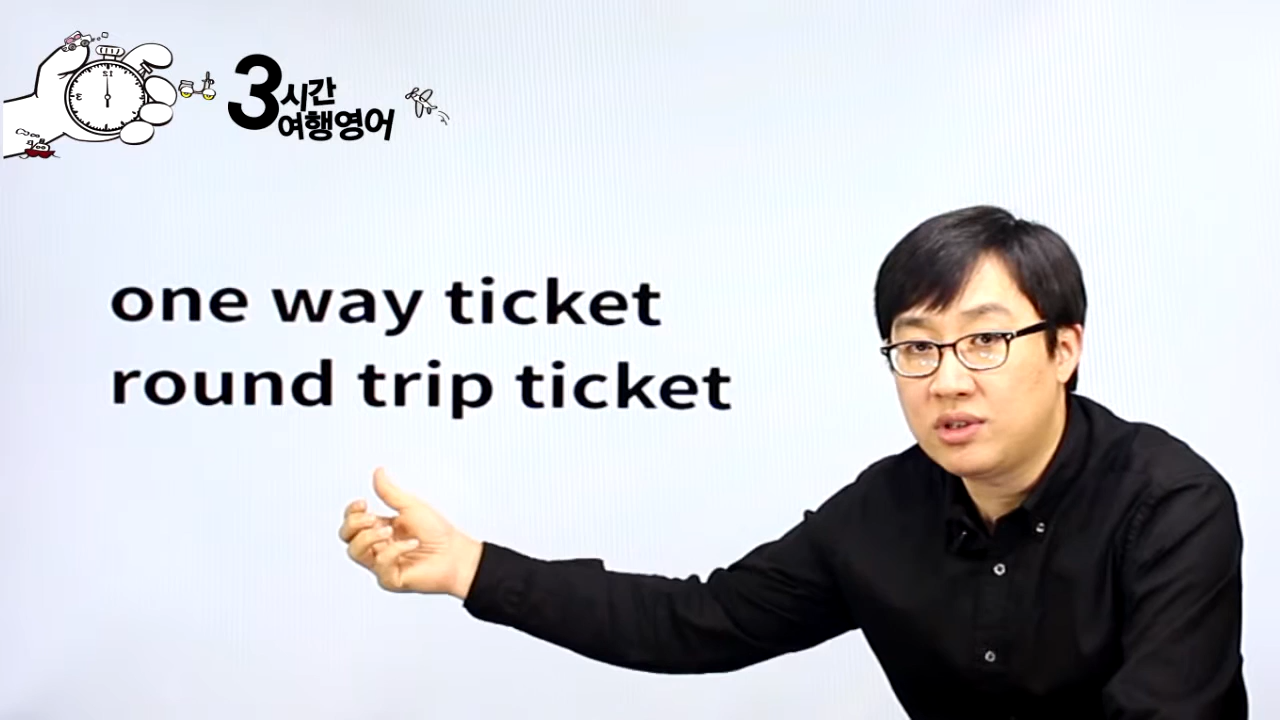 3시간
여행영어
one way ticket
round trip ticket